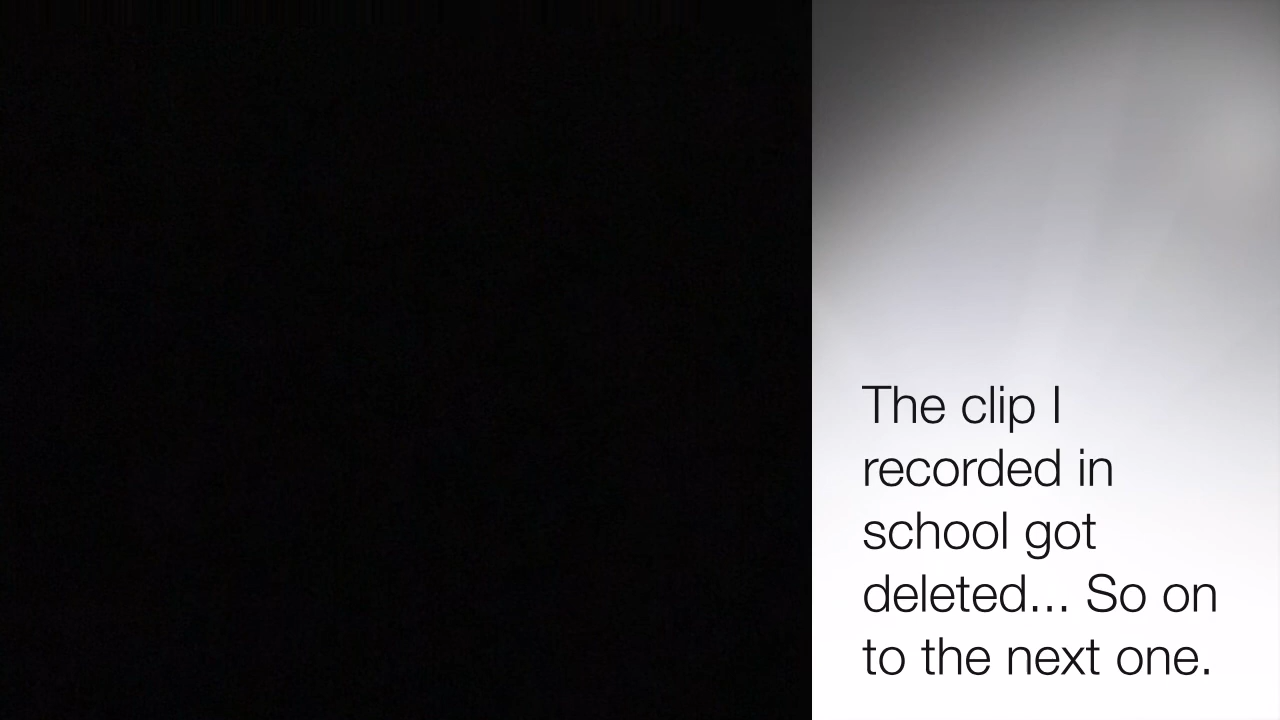 The clip I
recorded in
school got
deleted... So on
to the next one.